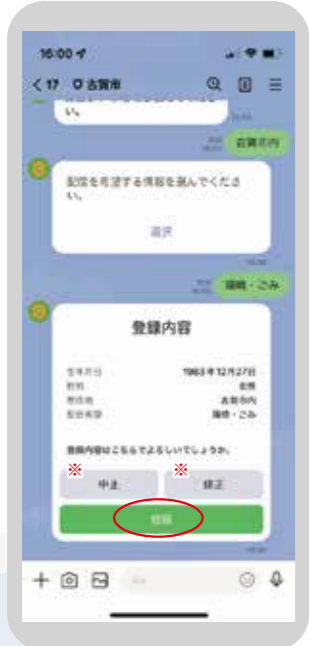 16:00
17 古賀市
い。
古賀市内
配信を希望する情報を選んでくださ
い。
選択
環境・ごみ
登録内容
生年月日 1983年12月27日
性別 女性
居住地 古賀市内
配信希望 環境・ごみ
登録内容はこちらでよろしいでしょうか。
※ ※
中止 修正
登録
Aa